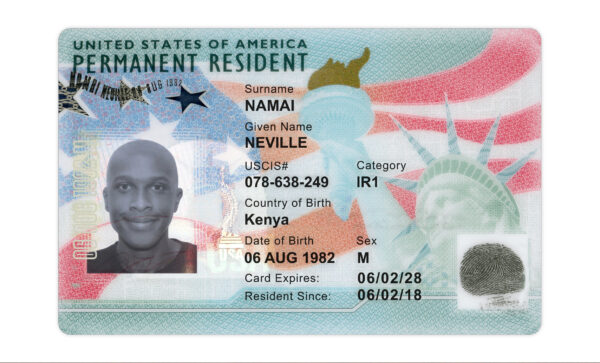 UNITED STATES OF AMERICA
PERMANENT RESIDENT
NAMAI NEVILLE 06 AUG 1982
Surname
NAMAI
Given Name
NEVILLE
USCIS# Category
078-638-249 IR1
Country of Birth
Kenya
Date of Birth Sex
06 AUG 1982 M
Card Expires: 06/02/28
Resident Since: 06/02/18